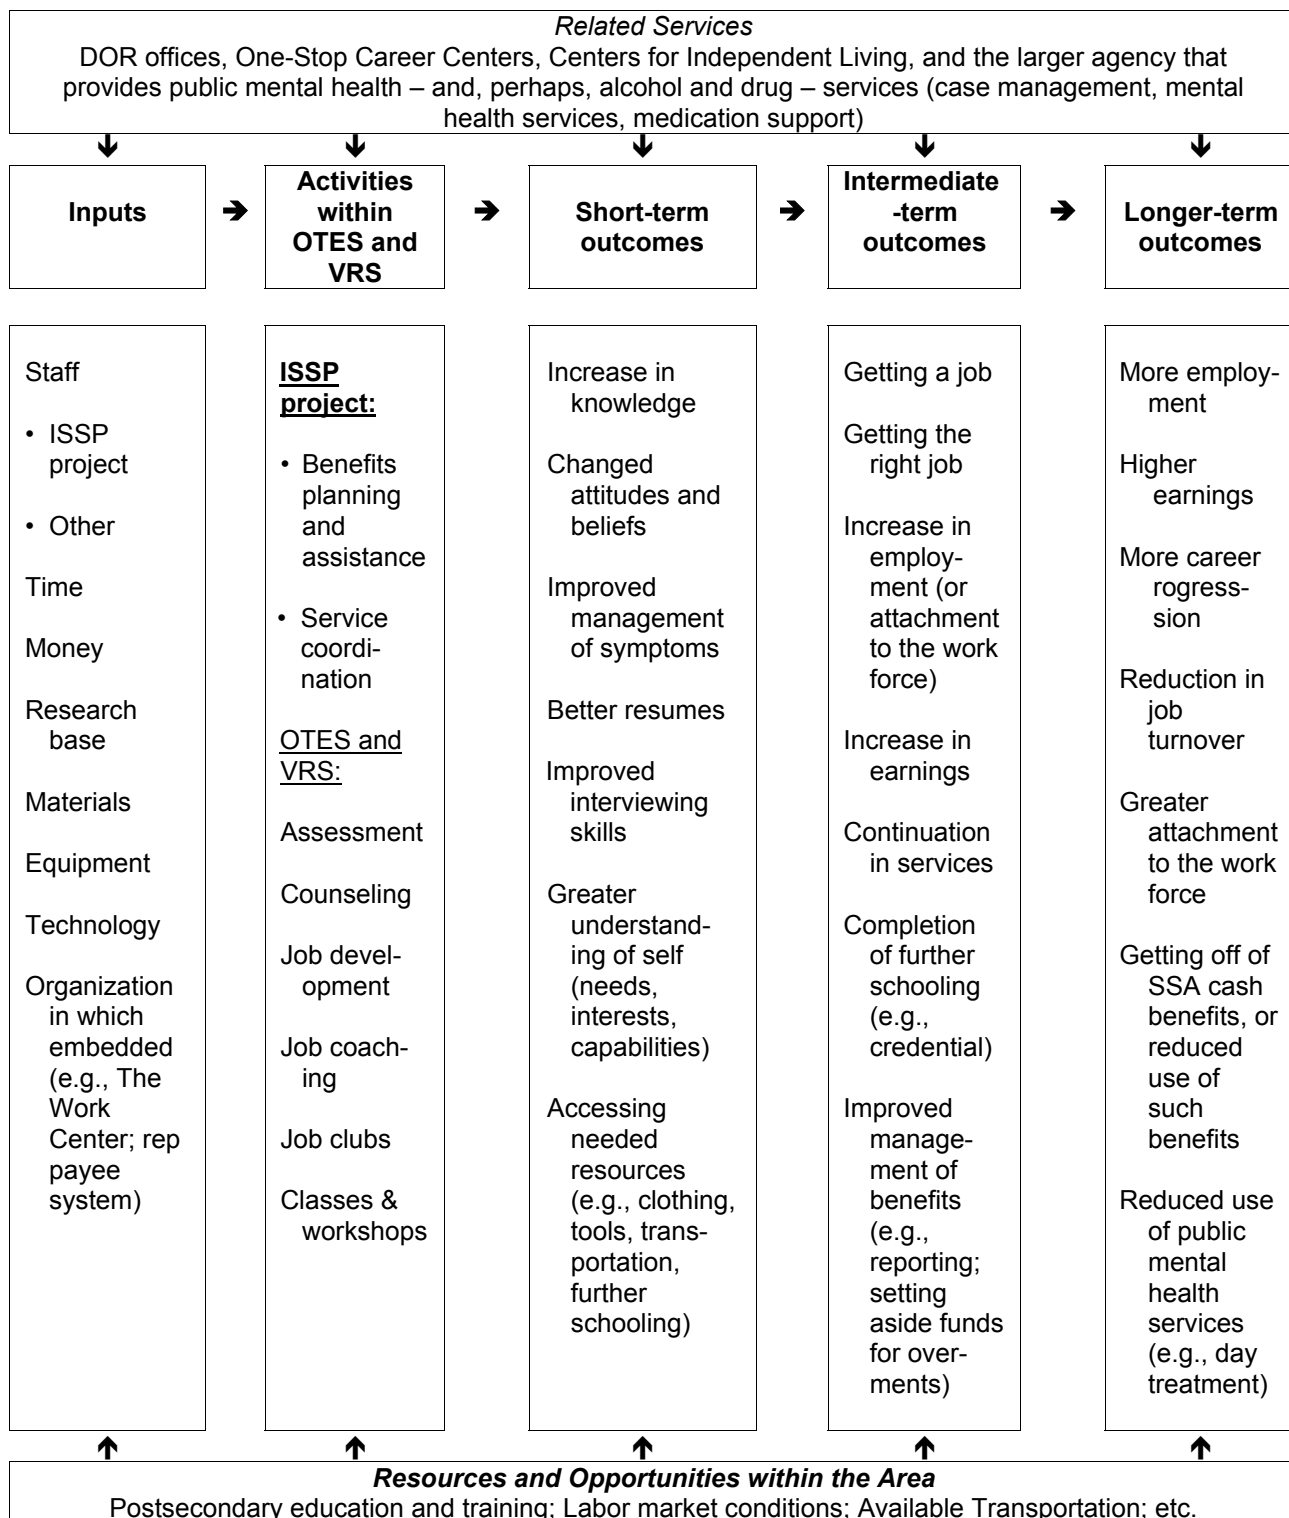 Related Services
DOR offices, One-Stop Career Centers, Centers for Independent Living, and the larger agency that
provides public mental health – and, perhaps, alcohol and drug – services (case management, mental
health services, medication support)
Inputs
Activities
within
OTES and
VRS
Short-term
outcomes
Intermediate
-term
outcomes
Longer-term
outcomes
Staff
• ISSP
project
• Other
Time
Money
Research
base
Materials
Equipment
Technology
Organization
in which
embedded
(e.g., The
Work
Center; rep
payee
system)
ISSP
project:
• Benefits
planning
and
assistance
• Service
coordi-
nation
OTES and
VRS:
Assessment
Counseling
Job devel-
opment
Job coach-
ing
Job clubs
Classes &
workshops
Increase in
knowledge
Changed
attitudes and
beliefs
Improved
management
of symptoms
Better resumes
Improved
interviewing
skills
Greater
understand-
ing of self
(needs,
interests,
capabilities)
Accessing
needed
resources
(e.g., clothing,
tools, trans-
portation,
further
schooling)
Getting a job
Getting the
right job
Increase in
employ-
ment (or
attachment
to the work
force)
Increase in
earnings
Continuation
in services
Completion
of further
schooling
(e.g.,
credential)
Improved
manage-
ment of
benefits
(e.g.,
reporting;
setting
aside funds
for over-
ments)
More employ-
ment
Higher
earnings
More career
rogress-
sion
Reduction in
job
turnover
Greater
attachment
to the work
force
Getting off of
SSA cash
benefits, or
reduced
use of
such
benefits
Reduced use
of public
mental
health
services
(e.g., day
treatment)
Resources and Opportunities within the Area
Postsecondary education and training; Labor market conditions; Available Transportation; etc.